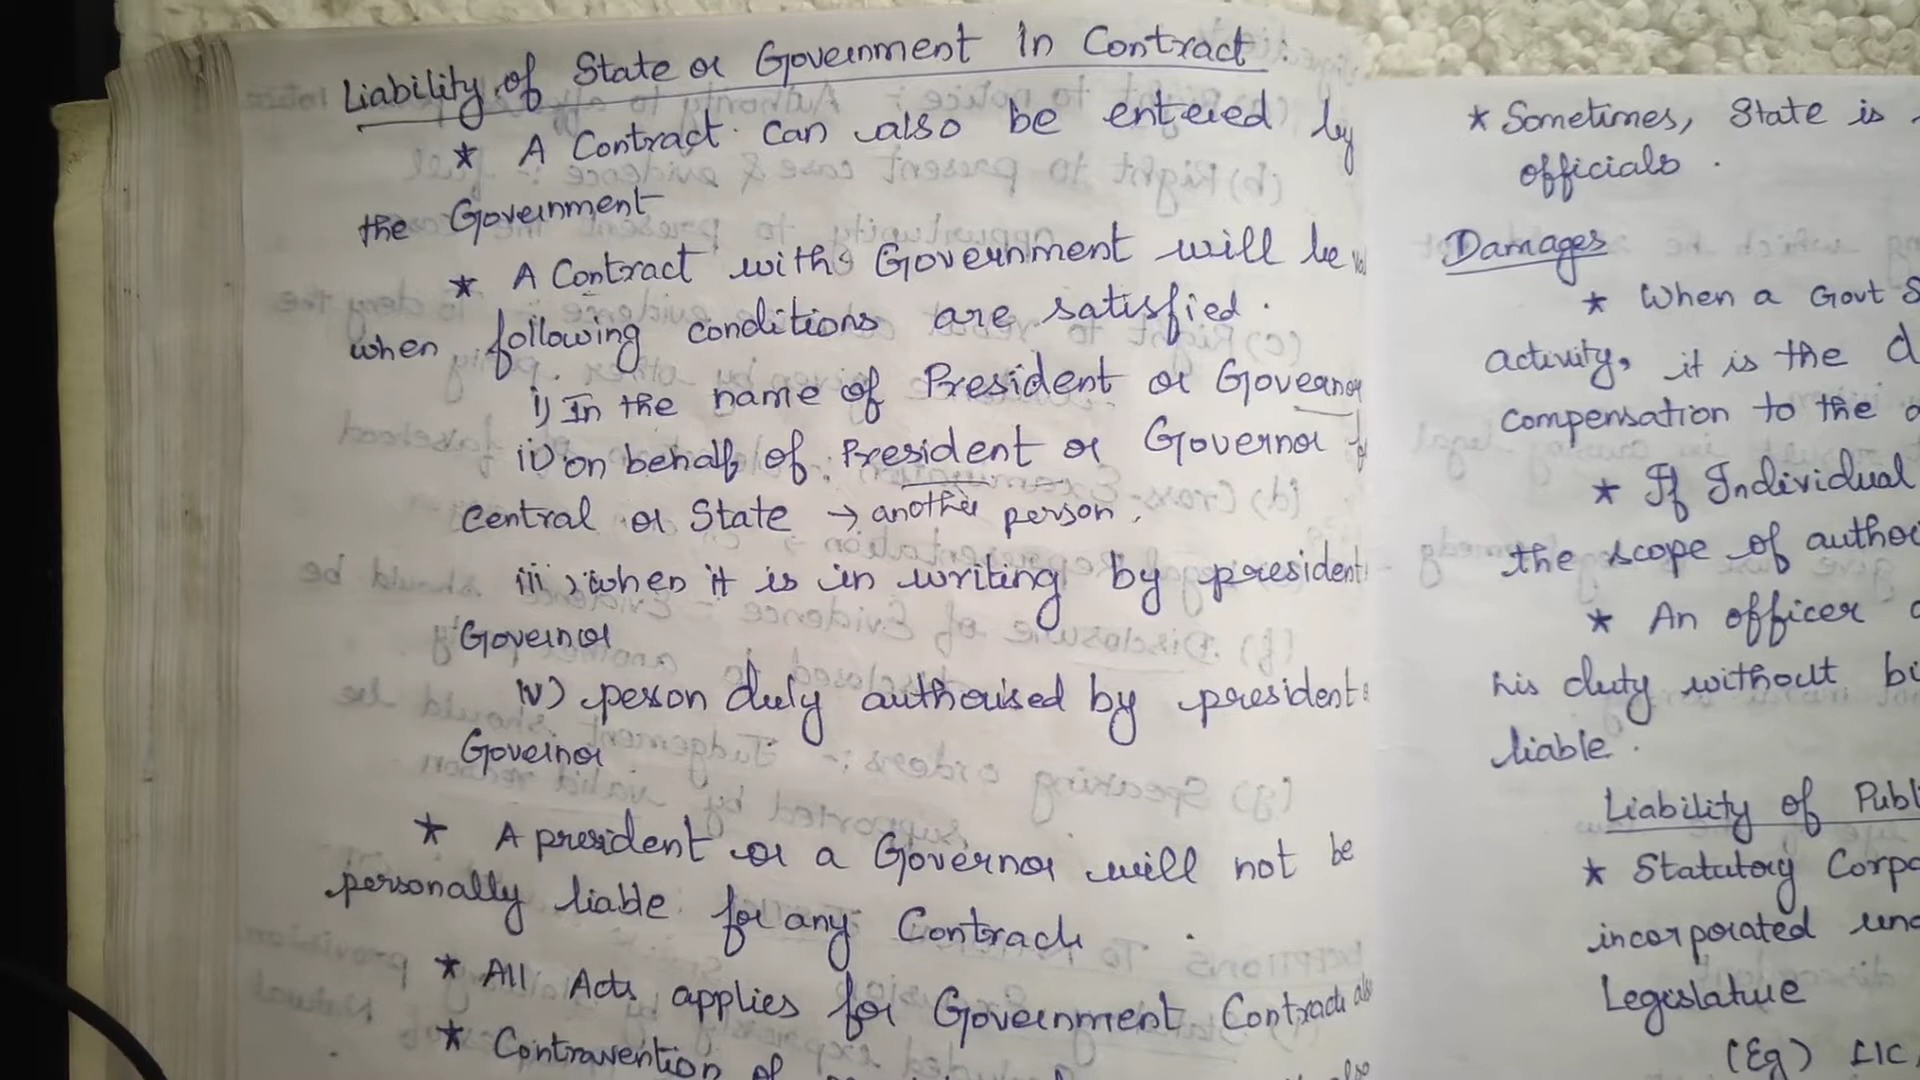 Liability of State or Government In Contract :
* A Contract can also be entered by
the Government
* A Contract with Government will be
when following conditions are satisfied.
i) In the name of President or Governor
ii) on behalf of President or Governor
Central or State → another person.
iii) when it is in writing by president
Governor
iv) person duly authorised by president
Governor
* A president or a Governor will not be
personally liable for any Contract
* All Acts applies for Government Contract also
* Contravention of
* Sometimes, State is
officials.
Damages
* When a Govt S
activity, it is the d
compensation to the
* If Individual
the scope of author
* An officer
his duty without bi
liable.
Liability of Publ
* Statutory Corpo
incorporated und
Legislature
(Eg) LIC,